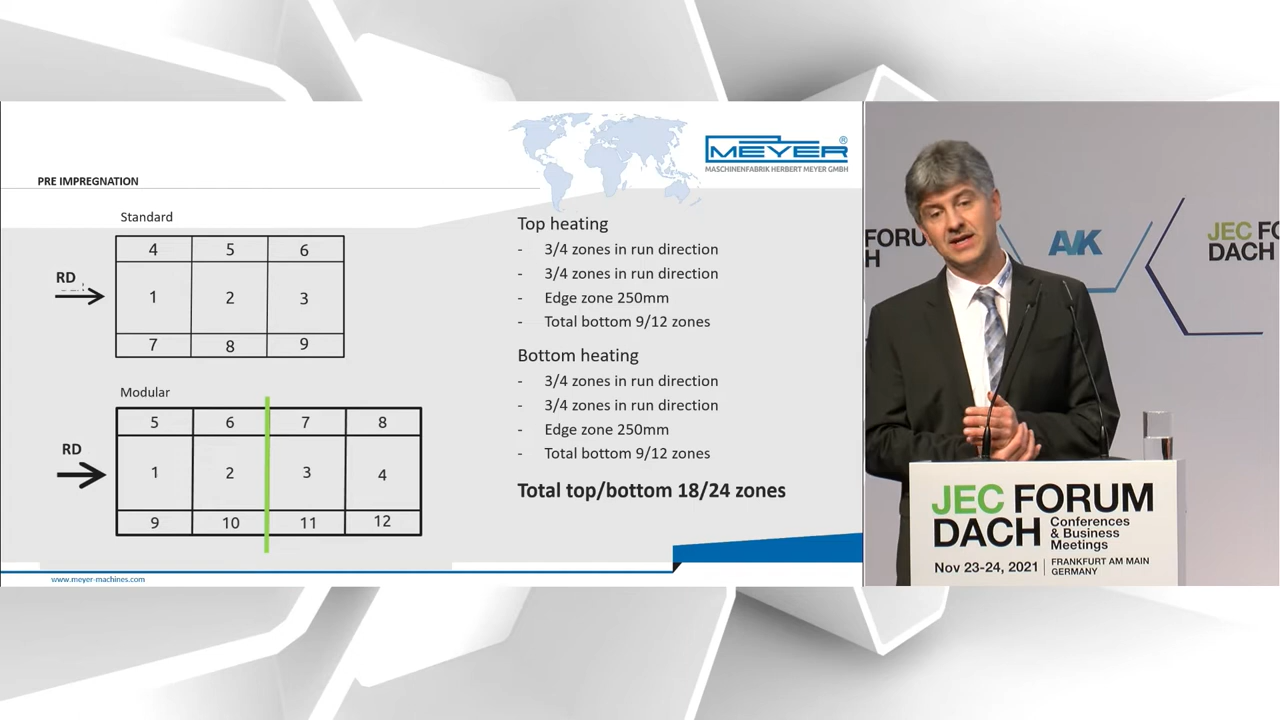 MEYER®
MASCHINENFABRIK HERBERT MEYER GMBH
PRE IMPREGNATION
Standard
RD
4 5 6
1 2 3
7 8 9
Modular
RD
5 6 7 8
1 2 3 4
9 10 11 12
Top heating
- 3/4 zones in run direction
- 3/4 zones in run direction
- Edge zone 250mm
- Total bottom 9/12 zones
Bottom heating
- 3/4 zones in run direction
- 3/4 zones in run direction
- Edge zone 250mm
- Total bottom 9/12 zones
Total top/bottom 18/24 zones
www.meyer-machines.com
FORU
H
AVK
JEC FO
DACH
JEC FORUM
DACH Conferences
& Business
Meetings
Nov 23-24, 2021 | FRANKFURT AM MAIN
GERMANY